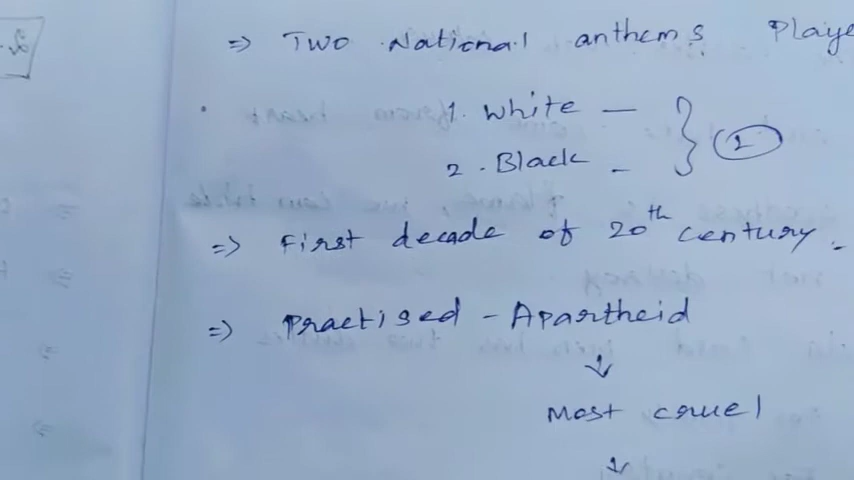 ⇒ Two National anthems Playe
1. White —
2. Black - } 1
⇒ First decade of 20th century.
⇒ Practised - Apartheid
↓
Most cruel
↓